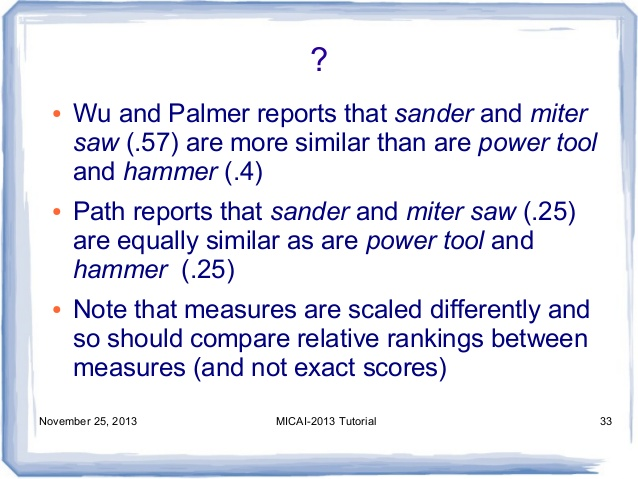 ?
• Wu and Palmer reports that sander and miter
saw (.57) are more similar than are power tool
and hammer (.4)
• Path reports that sander and miter saw (.25)
are equally similar as are power tool and
hammer  (.25)
• Note that measures are scaled differently and
so should compare relative rankings between
measures (and not exact scores)
November 25, 2013
MICAI-2013 Tutorial
33